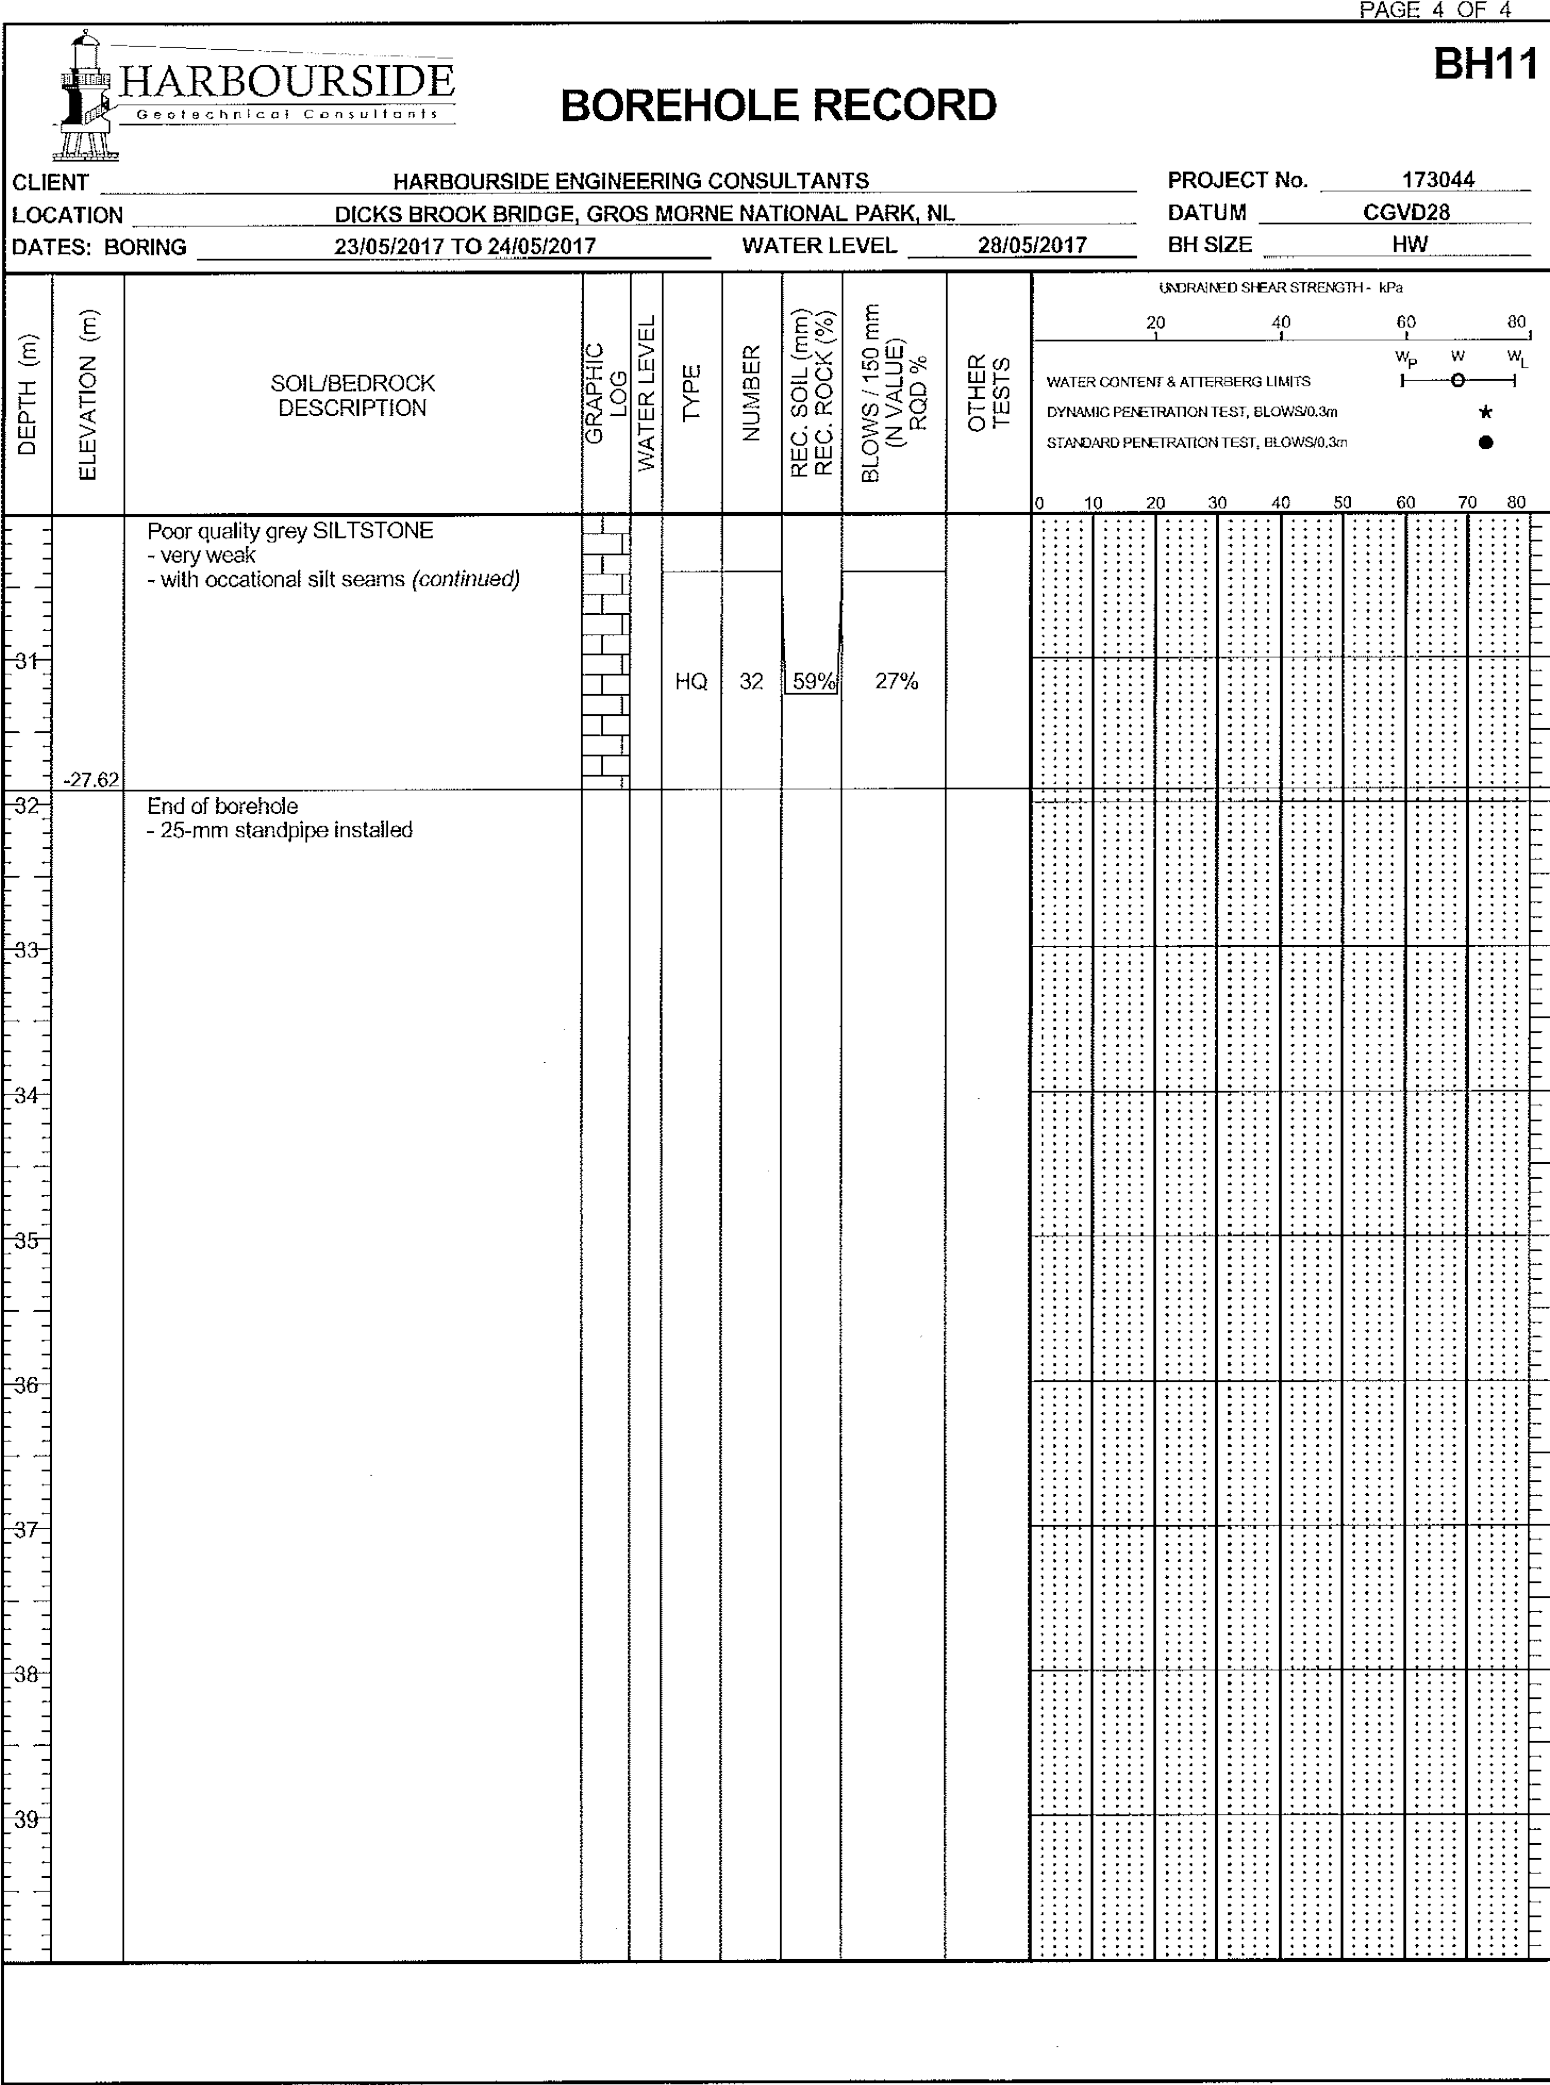 PAGE 4 OF 4
BH11
HARBOURSIDE
Geotechnical Consultants
BOREHOLE RECORD
CLIENT HARBOURSIDE ENGINEERING CONSULTANTS PROJECT No. 173044
LOCATION DICKS BROOK BRIDGE, GROS MORNE NATIONAL PARK, NL DATUM CGVD28
DATES: BORING 23/05/2017 TO 24/05/2017 WATER LEVEL 28/05/2017 BH SIZE HW
DEPTH (m)
ELEVATION (m)
SOIL/BEDROCK
DESCRIPTION
GRAPHIC
LOG
WATER LEVEL
TYPE
NUMBER
REC. SOIL (mm)
REC. ROCK (%)
BLOWS / 150 mm
(N VALUE)
RQD %
OTHER
TESTS
UNDRAINED SHEAR STRENGTH - kPa
20 40 60 80
WP W WL
WATER CONTENT & ATTERBERG LIMITS
DYNAMIC PENETRATION TEST, BLOWS/0.3m ★
STANDARD PENETRATION TEST, BLOWS/0.3m ●
0 10 20 30 40 50 60 70 80
Poor quality grey SILTSTONE
- very weak
- with occational silt seams (continued)
31
HQ 32 59% 27%
-27.62
32
End of borehole
- 25-mm standpipe installed
33
34
35
36
37
38
39